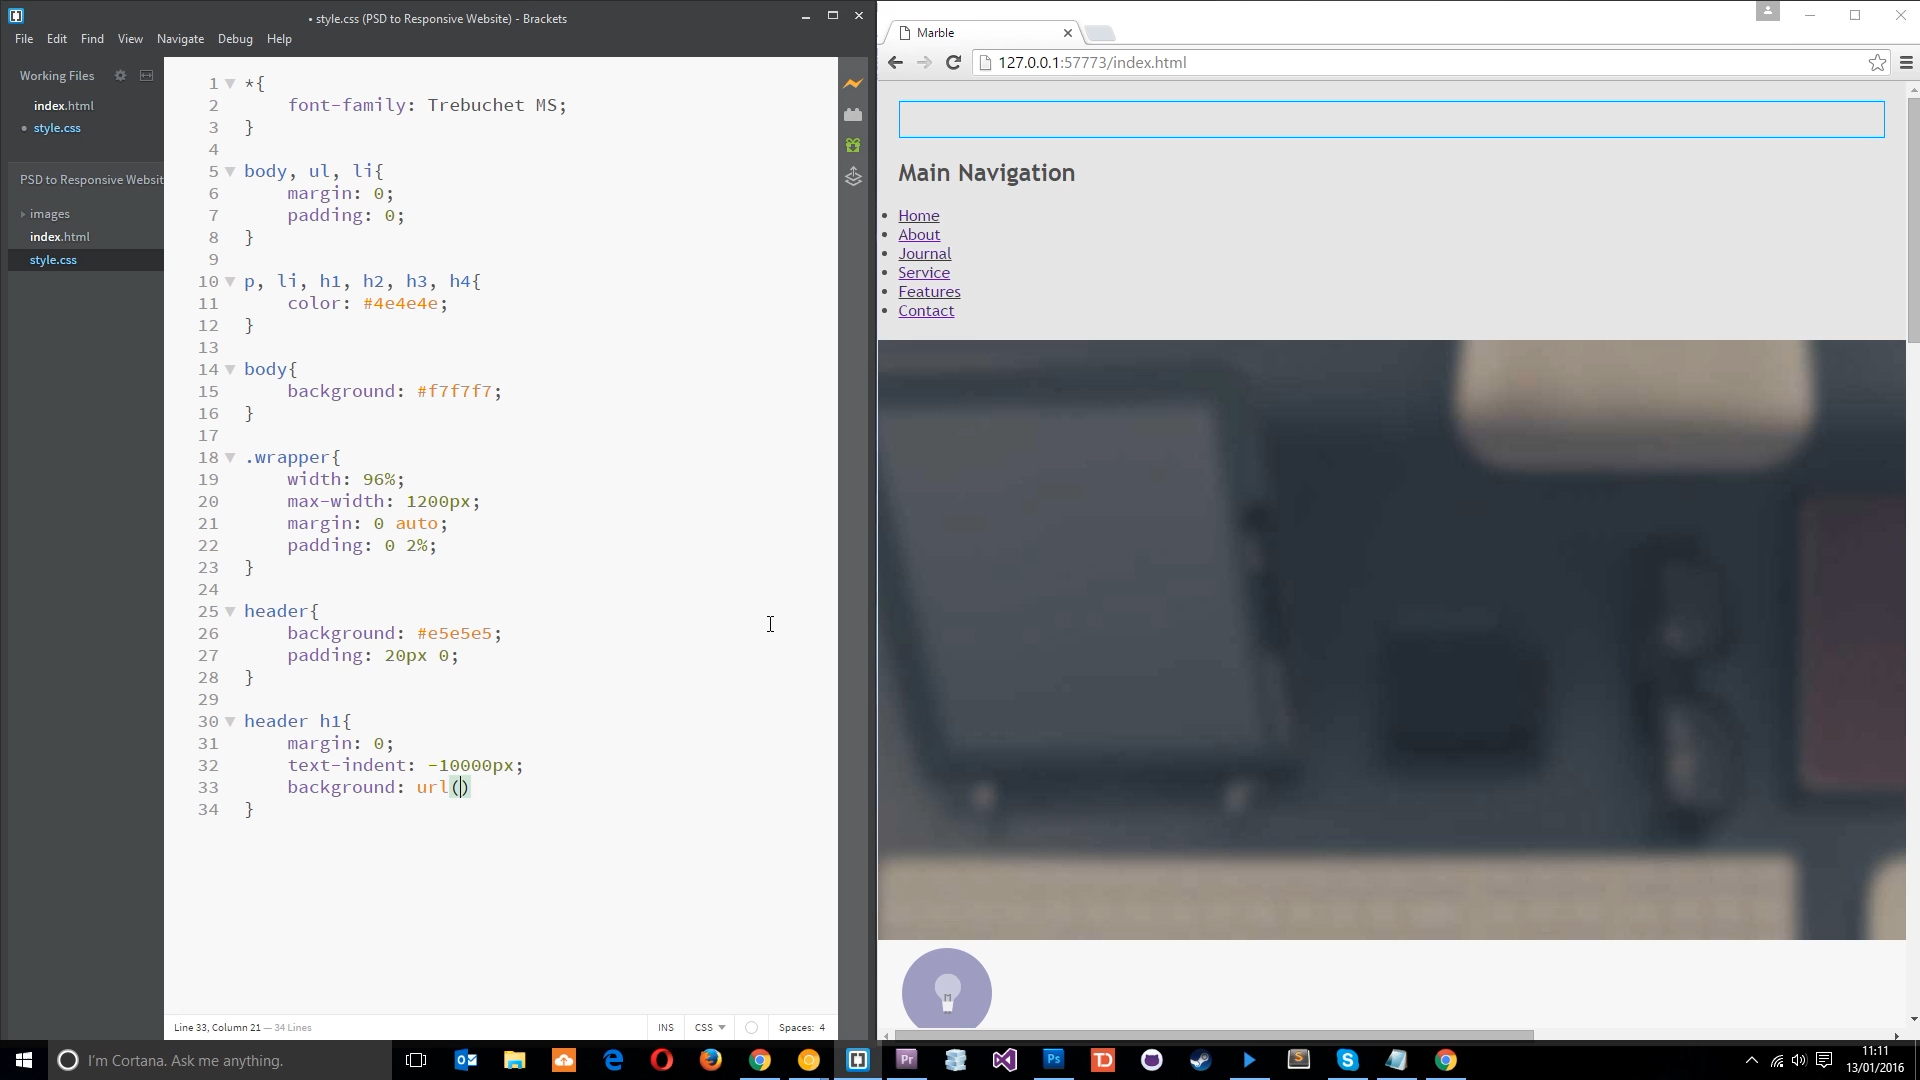 • style.css (PSD to Responsive Website) - Brackets
File Edit Find View Navigate Debug Help
Working Files
index.html
• style.css
PSD to Responsive Websit
images
index.html
style.css
1 *{
2 font-family: Trebuchet MS;
3 }
4
5 body, ul, li{
6 margin: 0;
7 padding: 0;
8 }
9
10 p, li, h1, h2, h3, h4{
11 color: #4e4e4e;
12 }
13
14 body{
15 background: #f7f7f7;
16 }
17
18 .wrapper{
19 width: 96%;
20 max-width: 1200px;
21 margin: 0 auto;
22 padding: 0 2%;
23 }
24
25 header{
26 background: #e5e5e5;
27 padding: 20px 0;
28 }
29
30 header h1{
31 margin: 0;
32 text-indent: -10000px;
33 background: url()
34 }
Line 33, Column 21 — 34 Lines
INS CSS Spaces: 4
Marble
127.0.0.1:57773/index.html
Main Navigation
• Home
• About
• Journal
• Service
• Features
• Contact
I'm Cortana. Ask me anything.
Pr
Ps
S
11:11
13/01/2016